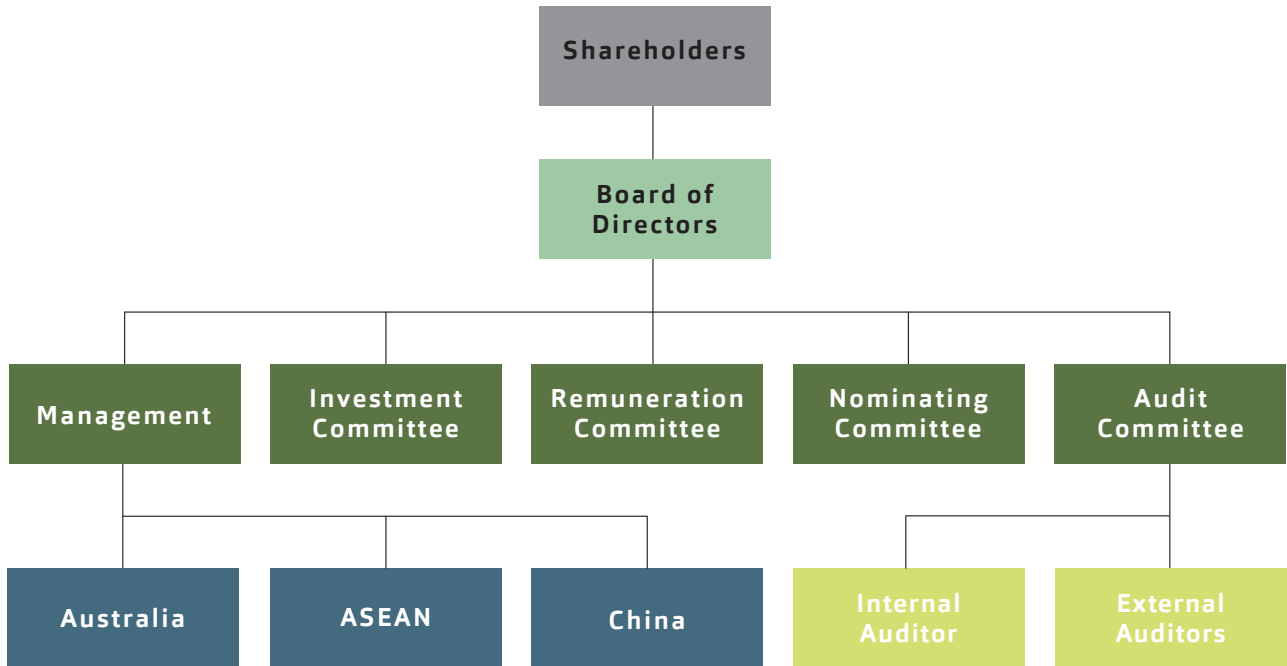 Shareholders
Board of
Directors
Management
Investment
Committee
Remuneration
Committee
Nominating
Committee
Audit
Committee
Australia
ASEAN
China
Internal
Auditor
External
Auditors